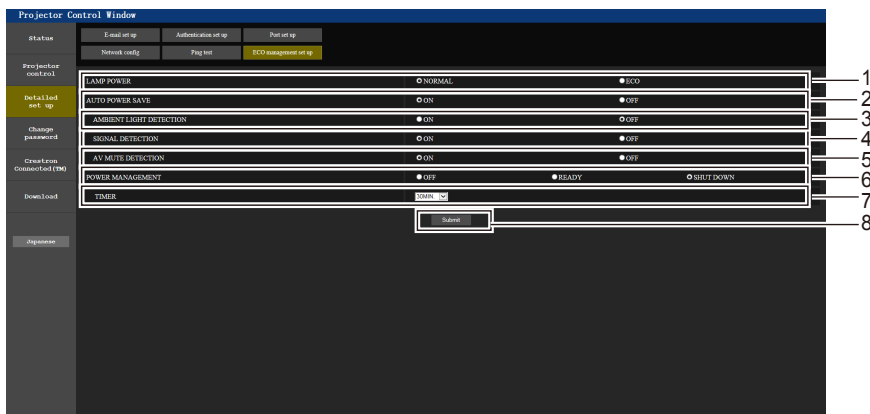 Projector Control Window
Status
E-mail set up
Authentication set up
Port set up
Network config
Ping test
ECO management set up
Projector
control
Detailed
set up
Change
password
Crestron
Connected(TM)
Download
Japanese
LAMP POWER NORMAL ECO 1
AUTO POWER SAVE ON OFF 2
AMBIENT LIGHT DETECTION ON OFF 3
SIGNAL DETECTION ON OFF 4
AV MUTE DETECTION ON OFF 5
POWER MANAGEMENT OFF READY SHUT DOWN 6
TIMER 30MIN. 7
Submit 8